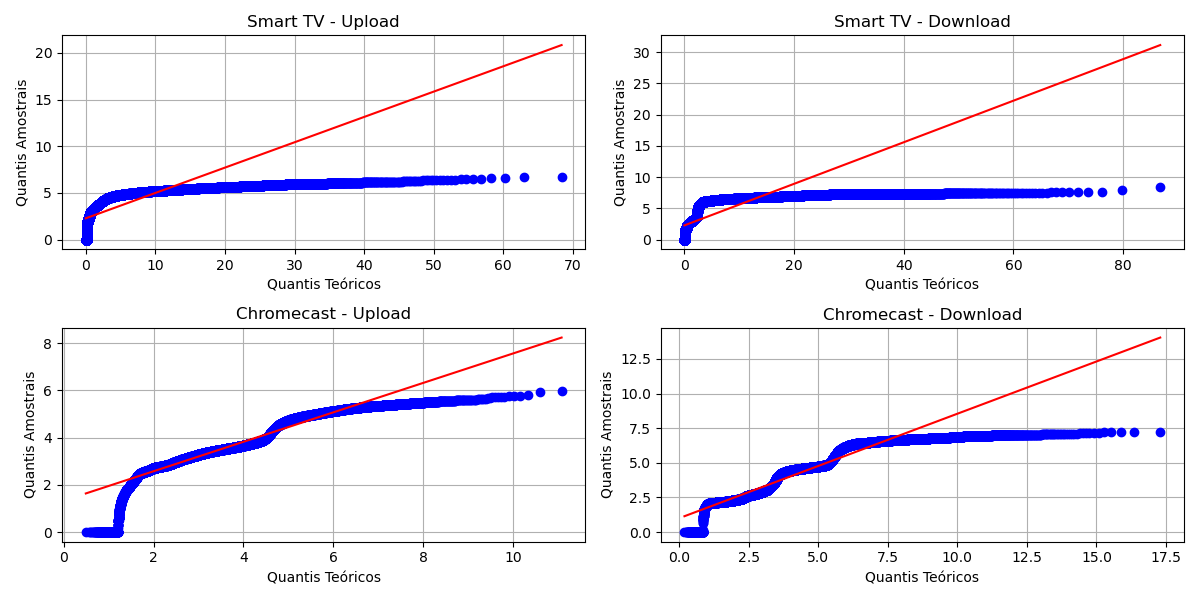 Smart TV - Upload
Quantis Amostrais
20
15
10
5
0
0 10 20 30 40 50 60 70
Quantis Teóricos
Smart TV - Download
Quantis Amostrais
30
25
20
15
10
5
0
0 20 40 60 80
Quantis Teóricos
Chromecast - Upload
Quantis Amostrais
8
6
4
2
0
0 2 4 6 8 10
Quantis Teóricos
Chromecast - Download
Quantis Amostrais
12.5
10.0
7.5
5.0
2.5
0.0
0.0 2.5 5.0 7.5 10.0 12.5 15.0 17.5
Quantis Teóricos